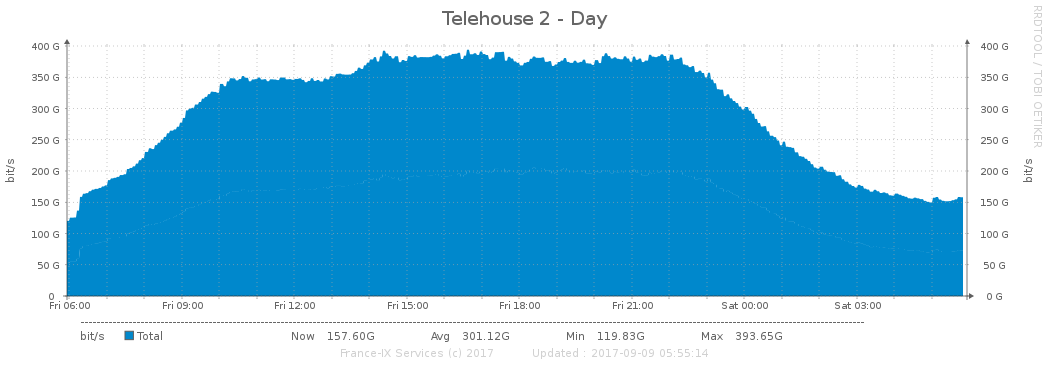 Telehouse 2 - Day
RRDTOOL / TOBI OETIKER
bit/s
bit/s
400 G 400 G
350 G 350 G
300 G 300 G
250 G 250 G
200 G 200 G
150 G 150 G
100 G 100 G
50 G 50 G
0 0 G
Fri 06:00 Fri 09:00 Fri 12:00 Fri 15:00 Fri 18:00 Fri 21:00 Sat 00:00 Sat 03:00
bit/s Total Now 157.60G Avg 301.12G Min 119.83G Max 393.65G
France-IX Services (c) 2017 Updated : 2017-09-09 05:55:14